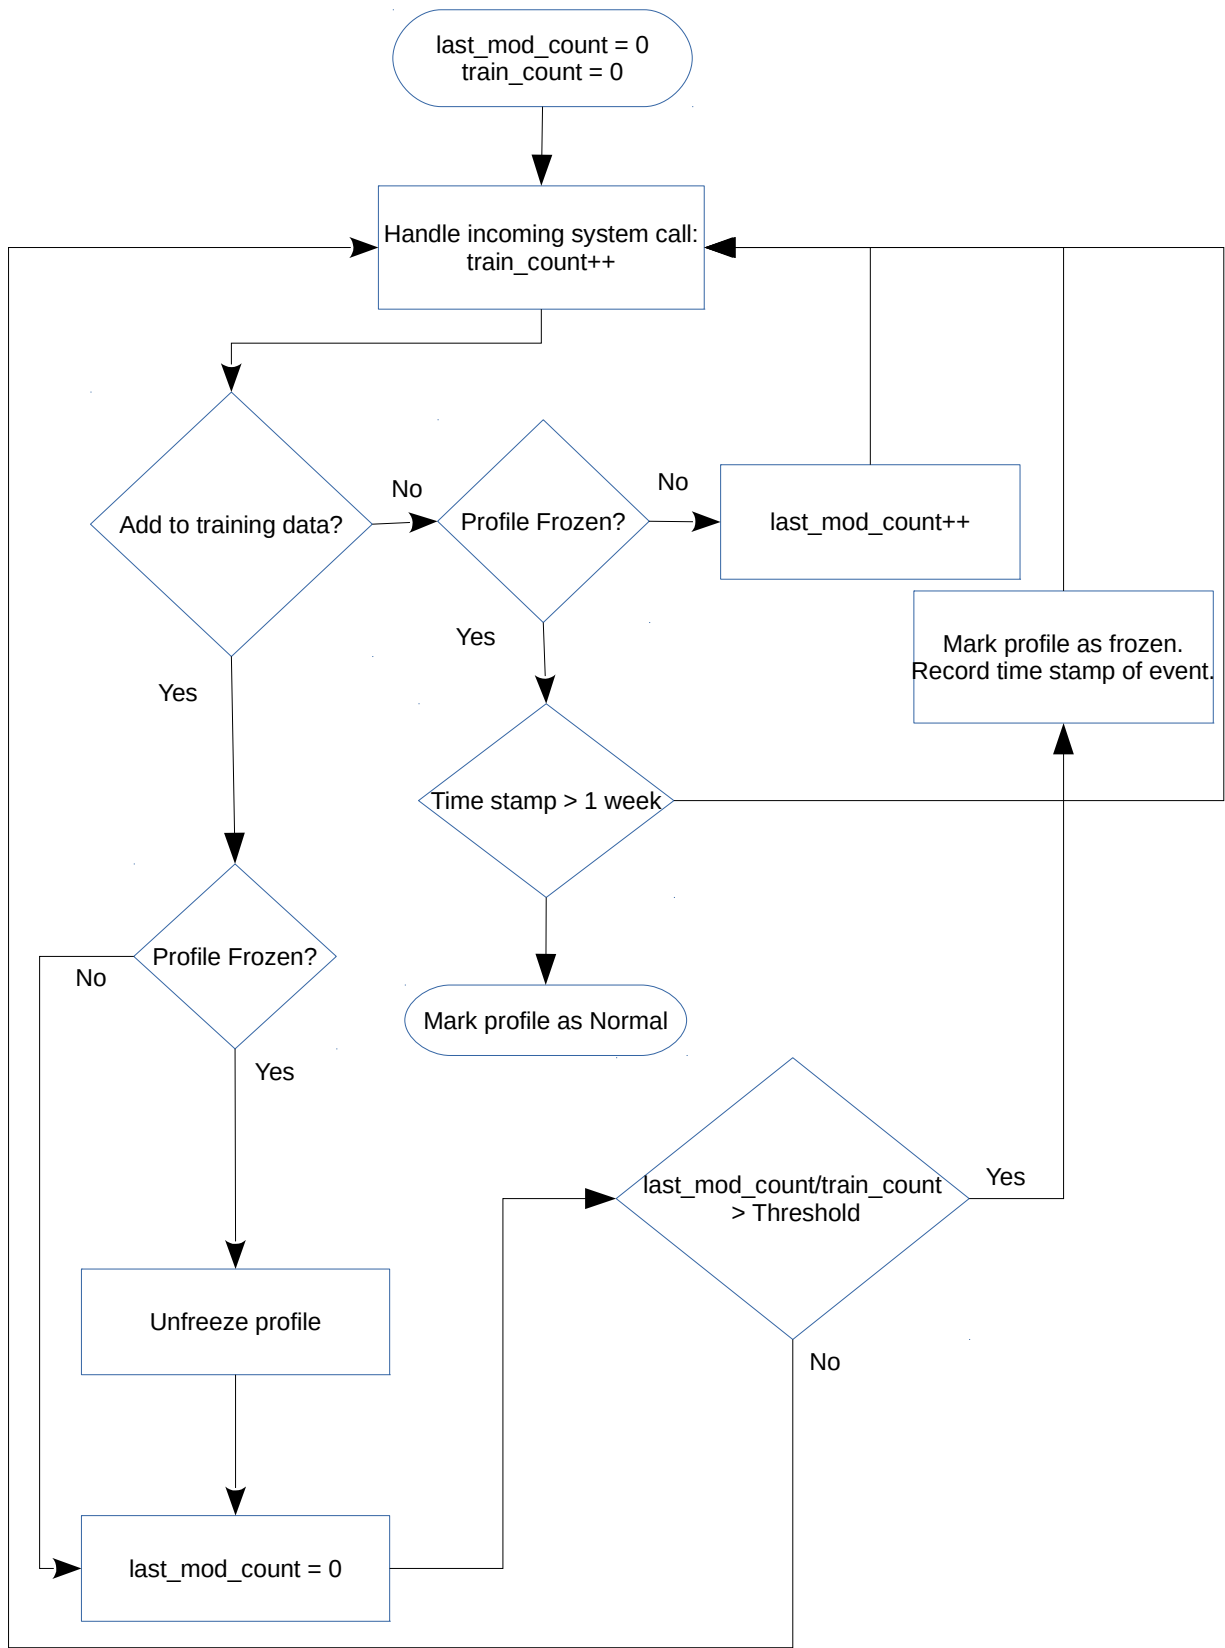 last_mod_count = 0
train_count = 0
Handle incoming system call:
train_count++
Add to training data?
No
Profile Frozen?
No
last_mod_count++
Yes
Yes
Mark profile as frozen.
Record time stamp of event.
Time stamp > 1 week
Profile Frozen?
No
Mark profile as Normal
Yes
last_mod_count/train_count
> Threshold
Yes
Unfreeze profile
No
last_mod_count = 0